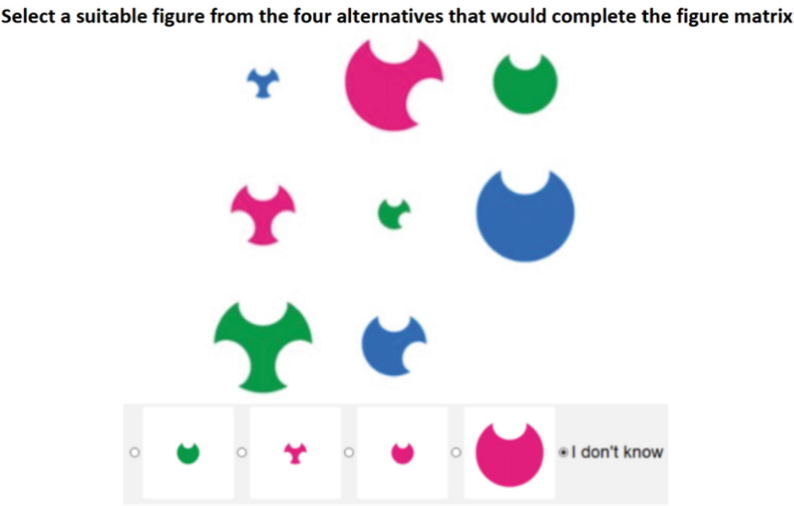 Select a suitable figure from the four alternatives that would complete the figure matrix
I don't know